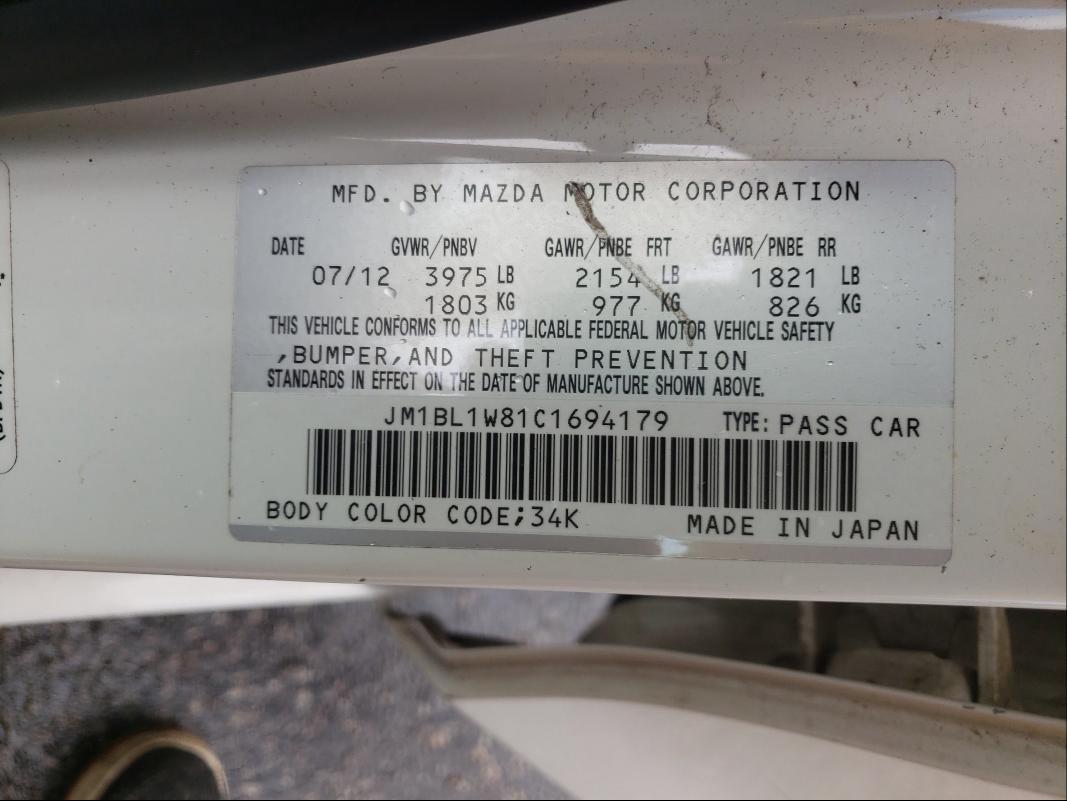 MFD. BY MAZDA MOTOR CORPORATION
DATE GVWR/PNBV GAWR/PNBE FRT GAWR/PNBE RR
07/12 3975 LB 2154 LB 1821 LB
1803 KG 977 KG 826 KG
THIS VEHICLE CONFORMS TO ALL APPLICABLE FEDERAL MOTOR VEHICLE SAFETY
,BUMPER,AND THEFT PREVENTION
STANDARDS IN EFFECT ON THE DATE OF MANUFACTURE SHOWN ABOVE.
JM1BL1W81C1694179 TYPE: PASS CAR
BODY COLOR CODE;34K MADE IN JAPAN